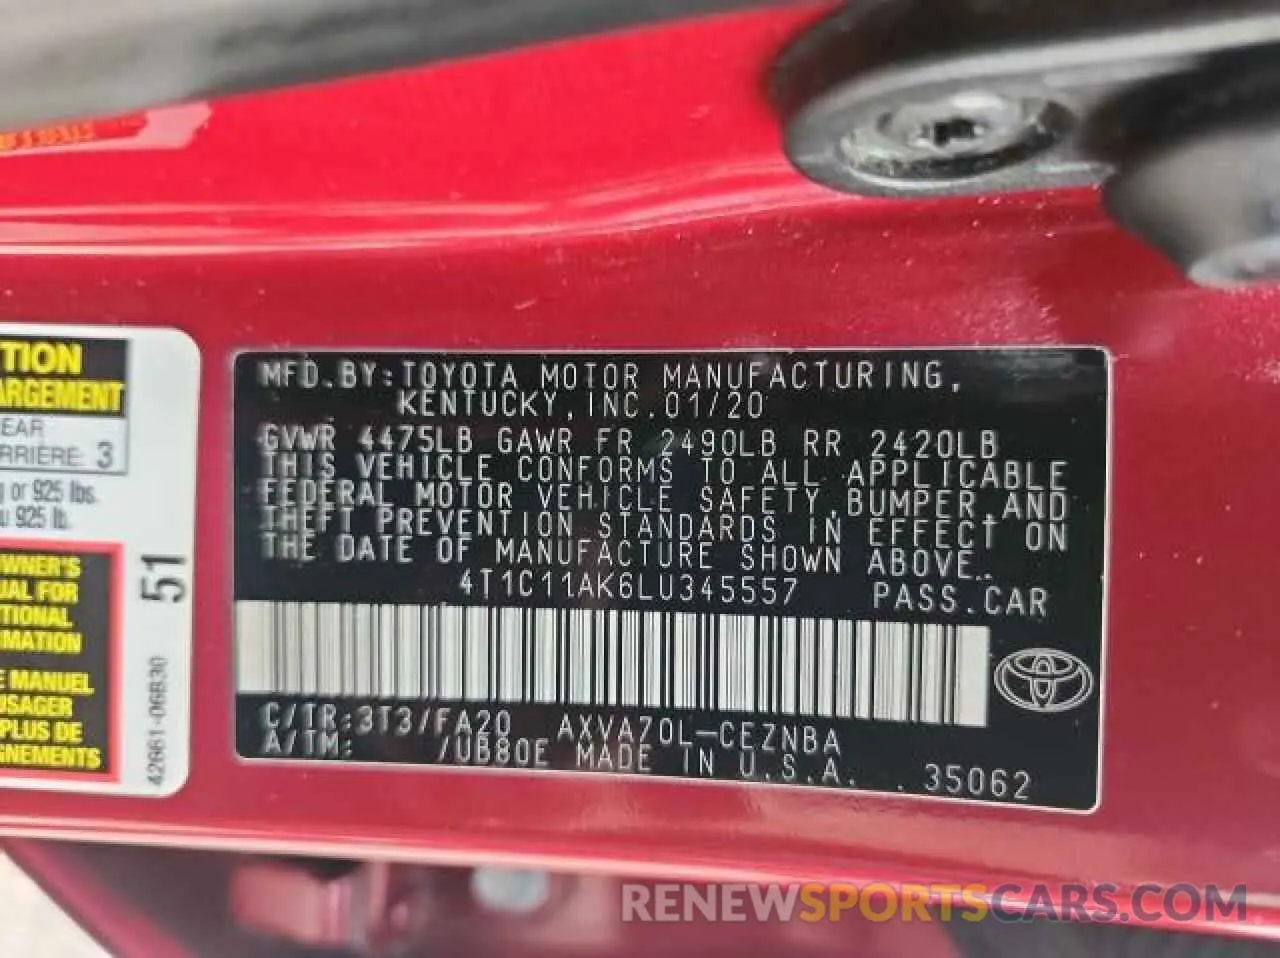 TION
ARGEMENT
EAR
RRIERE: 3
g or 925 lbs.
u 925 lb.
OWNER'S
UAL FOR
ITIONAL
RMATION
E MANUEL
USAGER
PLUS DE
GNEMENTS
51
42661-06B30
MFD.BY:TOYOTA MOTOR MANUFACTURING,
KENTUCKY,INC.01/20
GVWR 4475LB GAWR FR 2490LB RR 2420LB
THIS VEHICLE CONFORMS TO ALL APPLICABLE
FEDERAL MOTOR VEHICLE SAFETY,BUMPER,AND
THEFT PREVENTION STANDARDS IN EFFECT ON
THE DATE OF MANUFACTURE SHOWN ABOVE.
4T1C11AK6LU345557 PASS.CAR
C/TR:3T3/FA20 AXVA70L-CEZNBA
A/TM: /UB80E MADE IN U.S.A. 35062
RENEWSPORTSCARS.COM